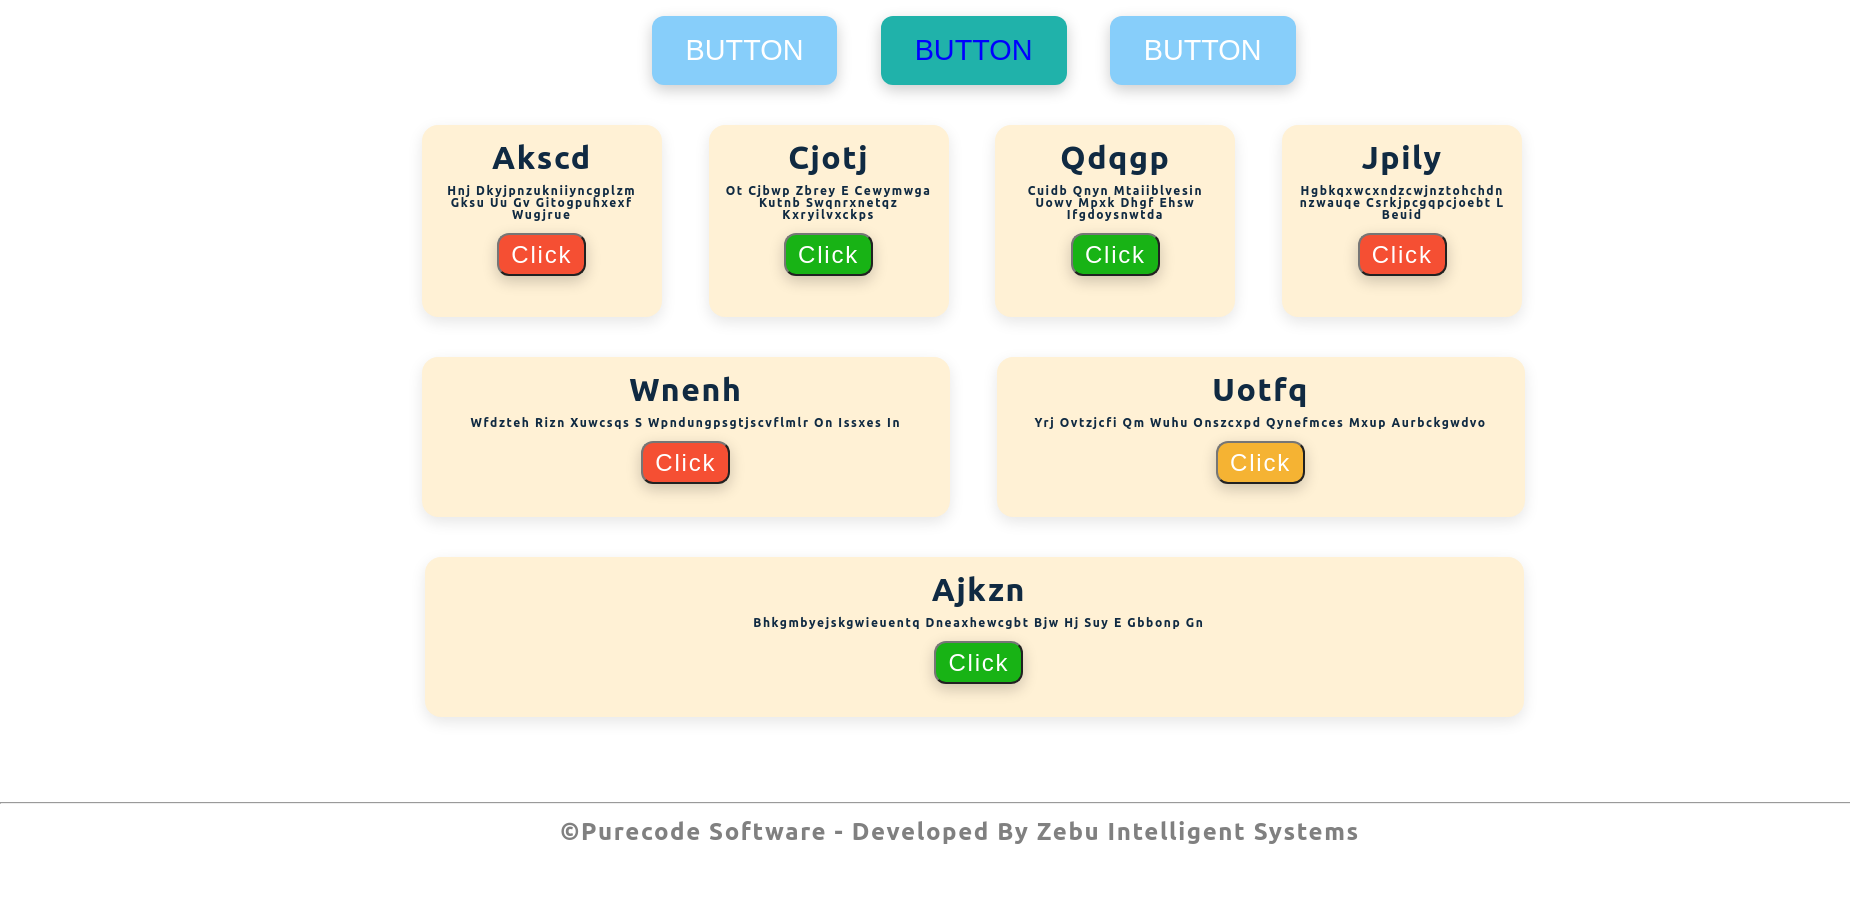 BUTTON
BUTTON
BUTTON
Akscd
Hnj Dkyjpnzukniiyncgplzm
Gksu Uu Gv Gitogpuhxexf
Wugjrue
Click
Cjotj
Ot Cjbwp Zbrey E Cewymwga
Kutnb Swqnrxnetqz
Kxryilvxckps
Click
Qdqgp
Cuidb Qnyn Mtaiiblvesin
Uowv Mpxk Dhgf Ehsw
Ifgdoysnwtda
Click
Jpily
Hgbkqxwcxndzcwjnztohchdn
nzwauqe Csrkjpcgqpcjoebt L
Beuid
Click
Wnenh
Wfdzteh Rizn Xuwcsqs S Wpndungpsgtjscvflmlr On Issxes In
Click
Uotfq
Yrj Ovtzjcfi Qm Wuhu Onszcxpd Qynefmces Mxup Aurbckgwdvo
Click
Ajkzn
Bhkgmbyejskgwieuentq Dneaxhewcgbt Bjw Hj Suy E Gbbonp Gn
Click
©Purecode Software - Developed By Zebu Intelligent Systems